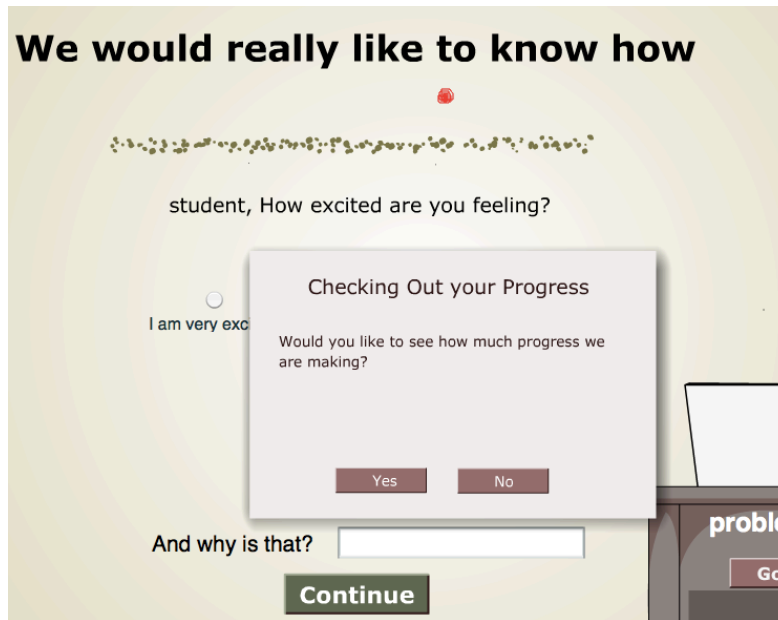 We would really like to know how
student, How excited are you feeling?
Checking Out your Progress
I am very exc
Would you like to see how much progress we
are making?
Yes No
And why is that?
proble
Go
Continue